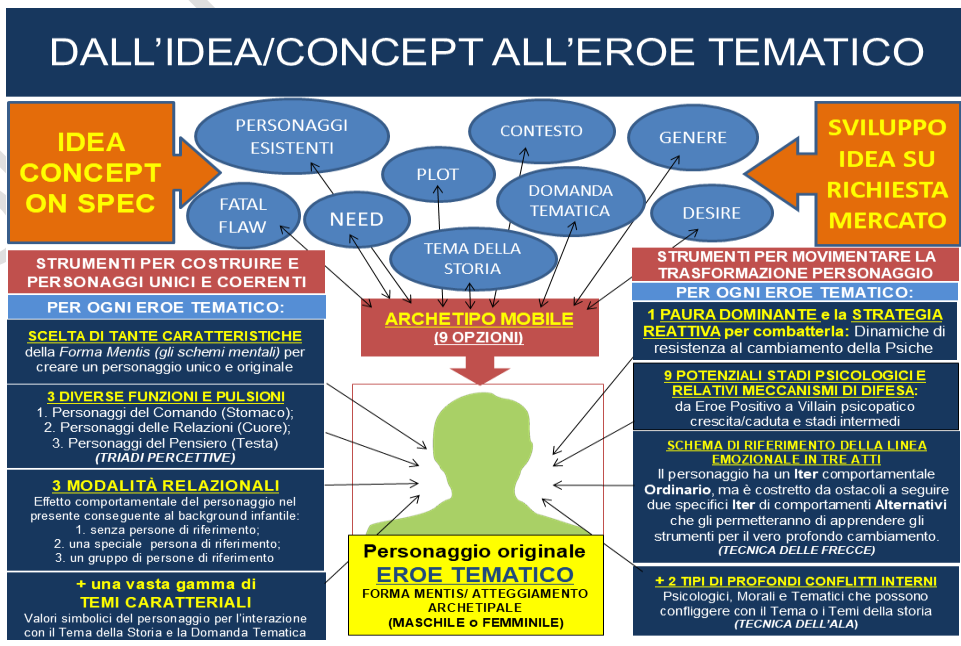 DALL'IDEA/CONCEPT ALL'EROE TEMATICO
IDEA
CONCEPT
ON SPEC
PERSONAGGI
ESISTENTI
CONTESTO
GENERE
PLOT
FATAL
FLAW
NEED
DOMANDA
TEMATICA
DESIRE
TEMA DELLA
STORIA
SVILUPPO
IDEA SU
RICHIESTA
MERCATO
STRUMENTI PER COSTRUIRE E
PERSONAGGI UNICI E COERENTI
PER OGNI EROE TEMATICO:
SCELTA DI TANTE CARATTERISTICHE
della Forma Mentis (gli schemi mentali) per
creare un personaggio unico e originale
3 DIVERSE FUNZIONI E PULSIONI
1. Personaggi del Comando (Stomaco);
2. Personaggi delle Relazioni (Cuore);
3. Personaggi del Pensiero (Testa)
(TRIADI PERCETTIVE)
3 MODALITÀ RELAZIONALI
Effetto comportamentale del personaggio nel
presente conseguente al background infantile:
1. senza persone di riferimento;
2. una speciale persona di riferimento;
3. un gruppo di persone di riferimento
+ una vasta gamma di
TEMI CARATTERIALI
Valori simbolici del personaggio per l'interazione
con il Tema della Storia e la Domanda Tematica
ARCHETIPO MOBILE
(9 OPZIONI)
Personaggio originale
EROE TEMATICO
FORMA MENTIS/ ATTEGGIAMENTO
ARCHETIPALE
(MASCHILE o FEMMINILE)
STRUMENTI PER MOVIMENTARE LA
TRASFORMAZIONE PERSONAGGIO
PER OGNI EROE TEMATICO:
1 PAURA DOMINANTE e la STRATEGIA
REATTIVA per combatterla: Dinamiche di
resistenza al cambiamento della Psiche
9 POTENZIALI STADI PSICOLOGICI E
RELATIVI MECCANISMI DI DIFESA:
da Eroe Positivo a Villain psicopatico
crescita/caduta e stadi intermedi
SCHEMA DI RIFERIMENTO DELLA LINEA
EMOZIONALE IN TRE ATTI
Il personaggio ha un Iter comportamentale
Ordinario, ma è costretto da ostacoli a seguire
due specifici Iter di comportamenti Alternativi
che gli permetteranno di apprendere gli
strumenti per il vero profondo cambiamento.
(TECNICA DELLE FRECCE)
+ 2 TIPI DI PROFONDI CONFLITTI INTERNI
Psicologici, Morali e Tematici che possono
confliggere con il Tema o i Temi della storia
(TECNICA DELL'ALA)